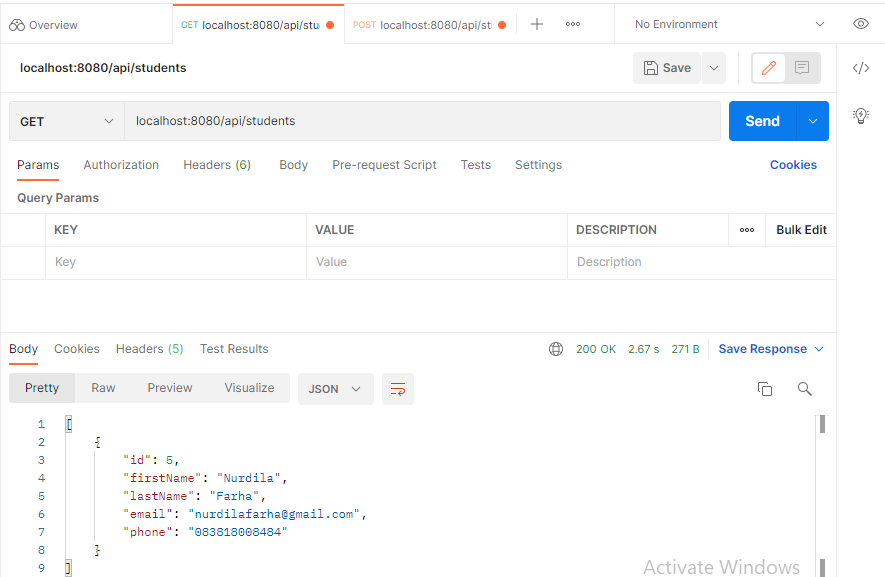 Overview
GET localhost:8080/api/stu
POST localhost:8080/api/st
No Environment
localhost:8080/api/students
Save
GET
localhost:8080/api/students
Send
Params Authorization Headers (6) Body Pre-request Script Tests Settings Cookies
Query Params
KEY VALUE DESCRIPTION Bulk Edit
Key Value Description
Body Cookies Headers (5) Test Results 200 OK 2.67 s 271 B Save Response
Pretty Raw Preview Visualize JSON
1 [
2 {
3 "id": 5,
4 "firstName": "Nurdila",
5 "lastName": "Farha",
6 "email": "nurdilafarha@gmail.com",
7 "phone": "083818008484"
8 }
9 ]
Activate Windows